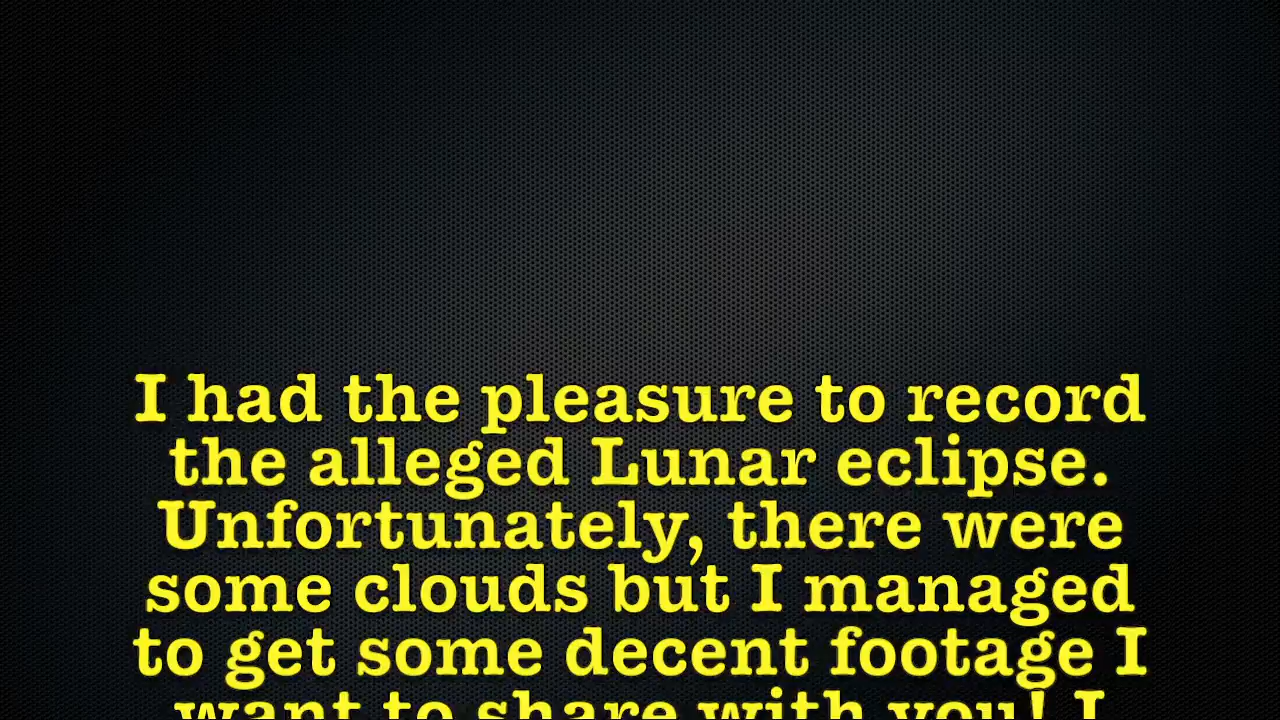 I had the pleasure to record
the alleged Lunar eclipse.
Unfortunately, there were
some clouds but I managed
to get some decent footage I
want to share with you! I